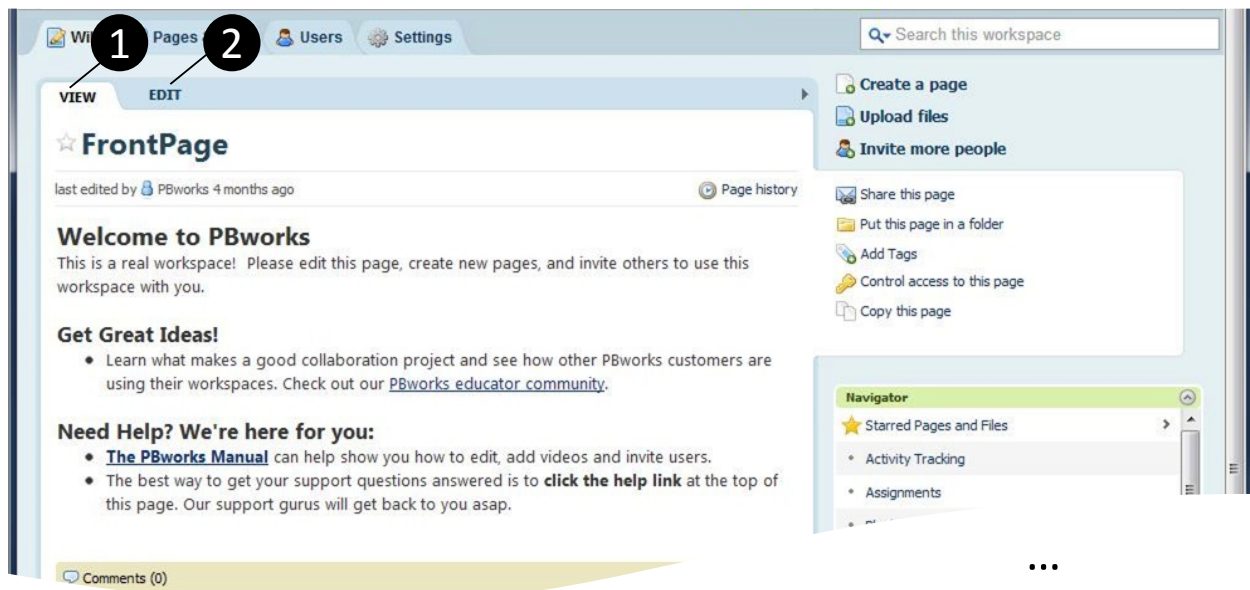 Wi
Pages
Users
Settings
Search this workspace
1
2
VIEW
EDIT
FrontPage
last edited by PBworks 4 months ago
Page history
Welcome to PBworks
This is a real workspace! Please edit this page, create new pages, and invite others to use this
workspace with you.
Get Great Ideas!
Learn what makes a good collaboration project and see how other PBworks customers are
using their workspaces. Check out our PBworks educator community.
Need Help? We're here for you:
The PBworks Manual can help show you how to edit, add videos and invite users.
The best way to get your support questions answered is to click the help link at the top of
this page. Our support gurus will get back to you asap.
Comments (0)
Create a page
Upload files
Invite more people
Share this page
Put this page in a folder
Add Tags
Control access to this page
Copy this page
Navigator
Starred Pages and Files
Activity Tracking
Assignments
...